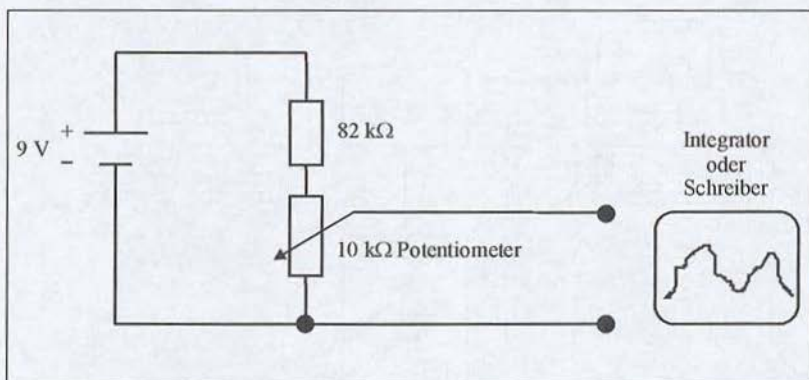 82 kΩ
+
9 V
–
Integrator
oder
Schreiber
10 kΩ Potentiometer